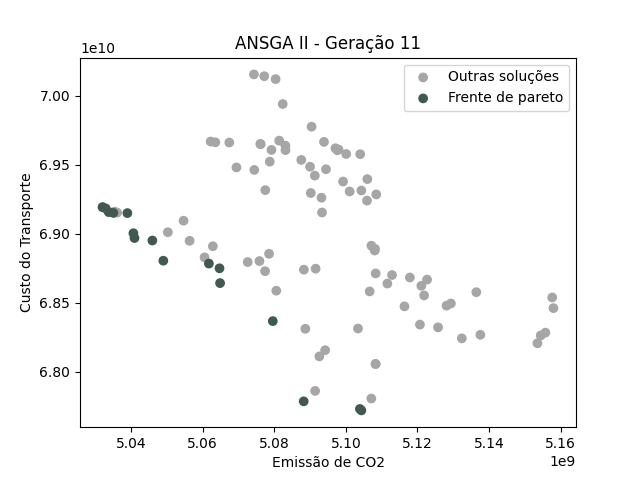 ANSGA II - Geração 11
1e10
Outras soluções
Frente de pareto
7.00
6.95
6.90
6.85
6.80
Custo do Transporte
5.04 5.06 5.08 5.10 5.12 5.14 5.16
Emissão de CO2
1e9